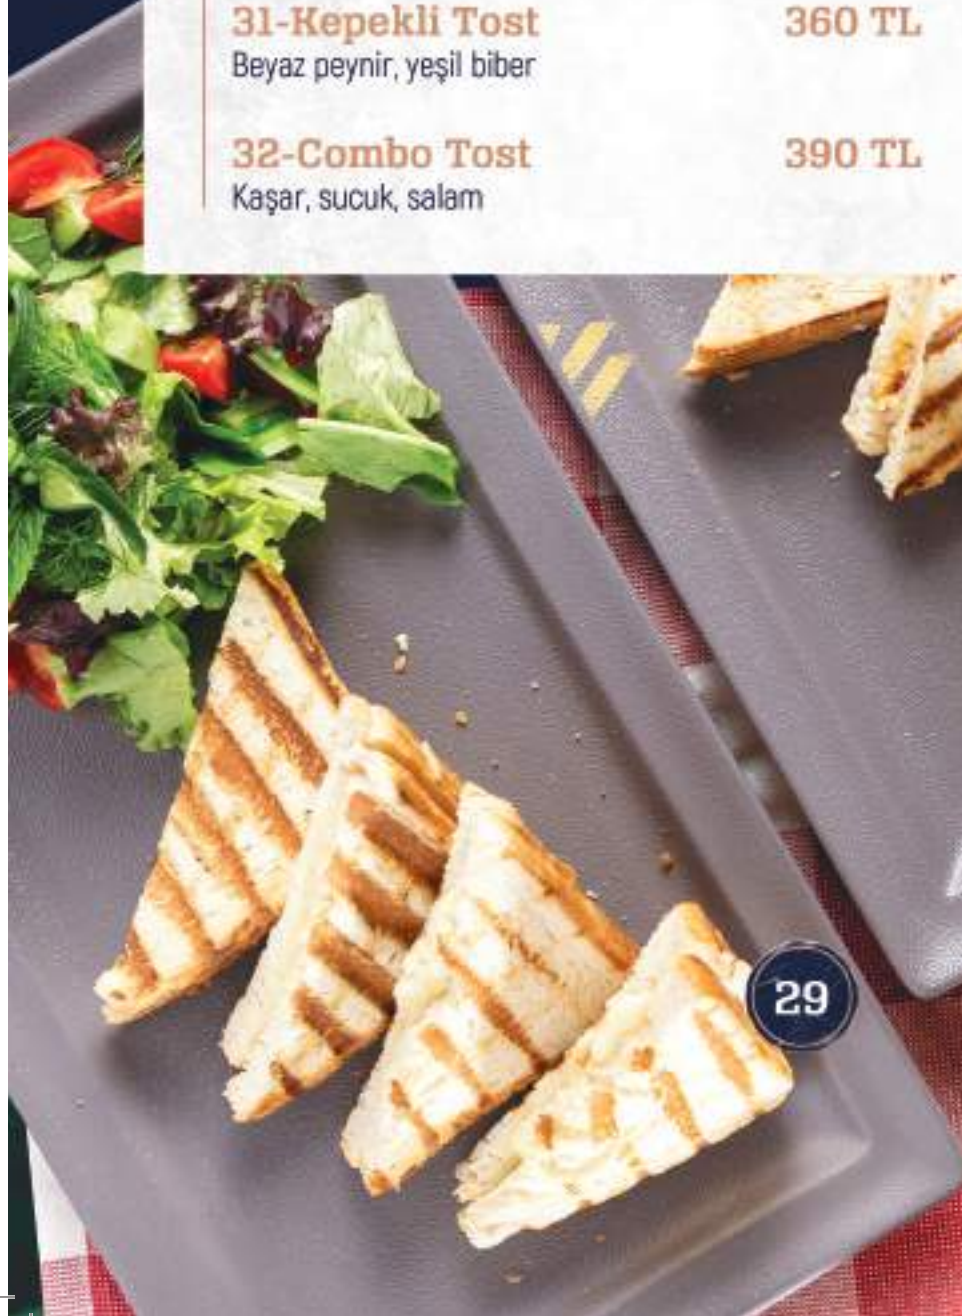 31-Kepekli Tost 360 TL
Beyaz peynir, yeşil biber
32-Combo Tost 390 TL
Kaşar, sucuk, salam
29